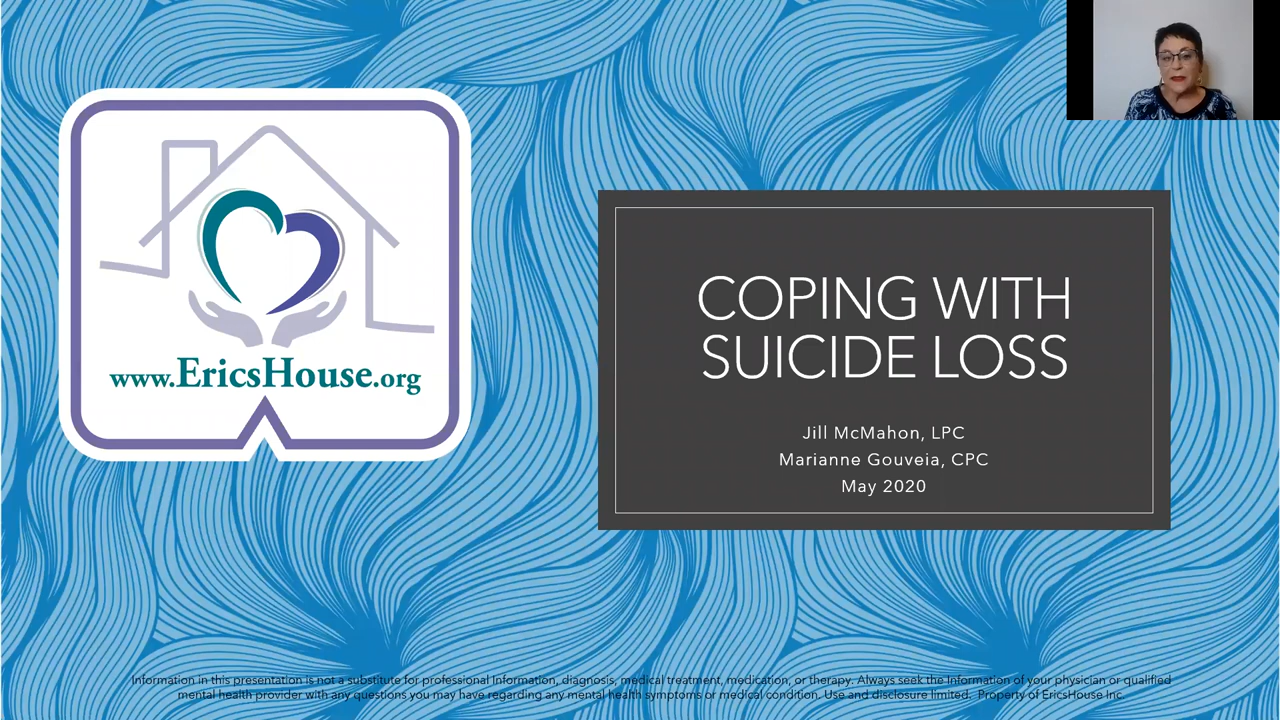 www.EricsHouse.org
COPING WITH
SUICIDE LOSS
Jill McMahon, LPC
Marianne Gouveia, CPC
May 2020
Information in this presentation is not a substitute for professional Information, diagnosis, medical treatment, medication, or therapy. Always seek the Information of your physician or qualified
mental health provider with any questions you may have regarding any mental health symptoms or medical condition. Use and disclosure limited. Property of EricsHouse Inc.